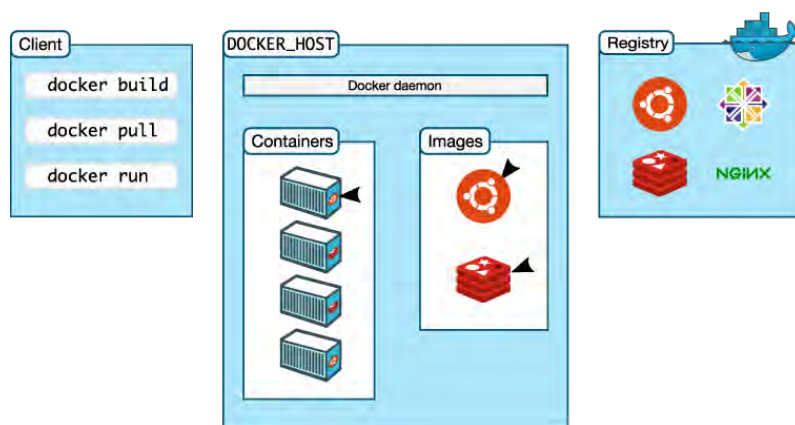 Client
docker build
docker pull
docker run
DOCKER_HOST
Docker daemon
Containers
Images
Registry
NGINX